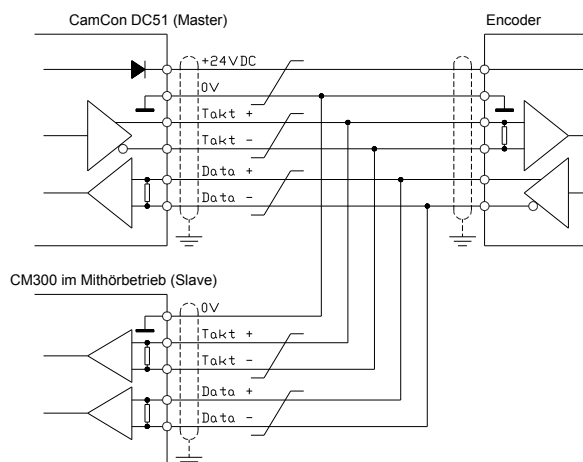 CamCon DC51 (Master)
Encoder
+24VDC
0V
Takt +
Takt -
Data +
Data -
CM300 im Mithörbetrieb (Slave)
0V
Takt +
Takt -
Data +
Data -